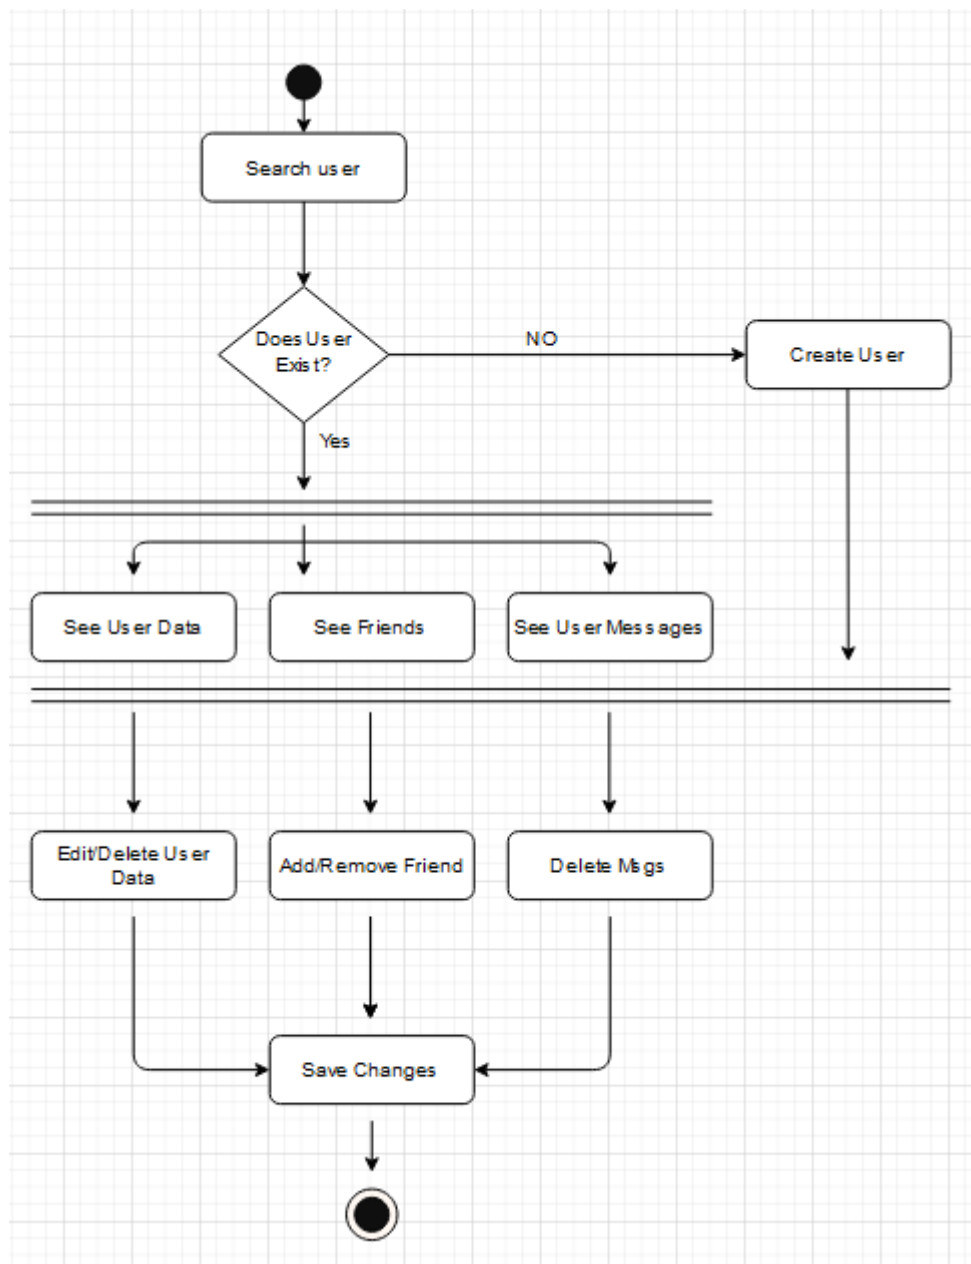 Search user
Does User
Exist?
NO
Create User
Yes
See User Data
See Friends
See User Messages
Edit/Delete User
Data
Add/Remove Friend
Delete Msgs
Save Changes